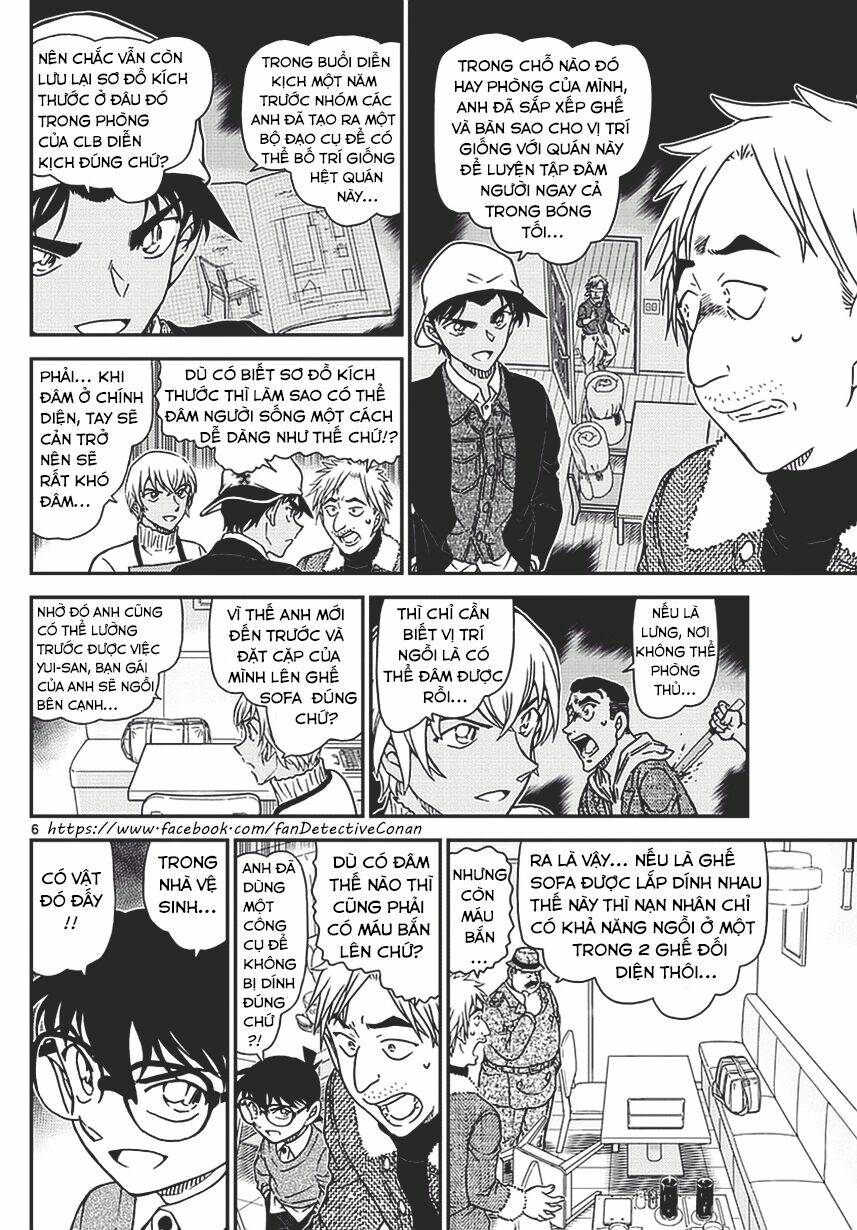 TRONG CHỖ NÀO ĐÓ
HAY PHÒNG CỦA MÌNH,
ANH ĐÃ SẮP XẾP GHẾ
VÀ BÀN SAO CHO VỊ TRÍ
GIỐNG VỚI QUÁN NÀY
ĐỂ LUYỆN TẬP ĐÂM
NGƯỜI NGAY CẢ
TRONG BÓNG
TỐI...
TRONG BUỔI DIỄN
KỊCH MỘT NĂM
TRƯỚC NHÓM CÁC
ANH ĐÃ TẠO RA MỘT
BỘ ĐẠO CỤ ĐỂ CÓ
THỂ BỐ TRÍ GIỐNG
HỆT QUÁN
NÀY...
NÊN CHẮC VẪN CÒN
LƯU LẠI SƠ ĐỒ KÍCH
THƯỚC Ở ĐÂU ĐÓ
TRONG PHÒNG
CỦA CLB DIỄN
KỊCH ĐÚNG CHỨ?
DÙ CÓ BIẾT SƠ ĐỒ KÍCH
THƯỚC THÌ LÀM SAO CÓ THỂ
ĐÂM NGƯỜI SỐNG MỘT CÁCH
DỄ DÀNG NHƯ THẾ CHỨ!?
PHẢI... KHI
ĐÂM Ở CHÍNH
DIỆN, TAY SẼ
CẢN TRỞ
NÊN SẼ
RẤT KHÓ
ĐÂM...
NẾU LÀ
LƯNG, NƠI
KHÔNG THỂ
PHÒNG
THỦ...
THÌ CHỈ CẦN
BIẾT VỊ TRÍ
NGỒI LÀ CÓ
THỂ ĐÂM ĐƯỢC
RỒI...
VÌ THẾ ANH MỚI
ĐẾN TRƯỚC VÀ
ĐẶT CẶP CỦA
MÌNH LÊN GHẾ
SOFA ĐÚNG
CHỨ?
NHỜ ĐÓ ANH CŨNG
CÓ THỂ LƯỜNG
TRƯỚC ĐƯỢC VIỆC
YUI-SAN, BẠN GÁI
CỦA ANH SẼ NGỒI
BÊN CẠNH...
6 https://www.facebook.com/fanDetectiveConan
RA LÀ VẬY... NẾU LÀ GHẾ
SOFA ĐƯỢC LẮP DÍNH NHAU
THẾ NÀY THÌ NẠN NHÂN CHỈ
CÓ KHẢ NĂNG NGỒI Ở MỘT
TRONG 2 GHẾ ĐỐI
DIỆN THÔI...
NHƯNG
CÒN
MÁU BẮN
...
DÙ CÓ ĐÂM
THẾ NÀO THÌ
CŨNG PHẢI
CÓ MÁU BẮN
LÊN CHỨ?
ANH ĐÃ
DÙNG
MỘT
CÔNG
CỤ ĐỂ
KHÔNG
BỊ DÍNH
ĐÚNG
CHỨ
?!
TRONG
NHÀ VỆ
SINH...
CÓ VẬT
ĐÓ ĐẤY
!!